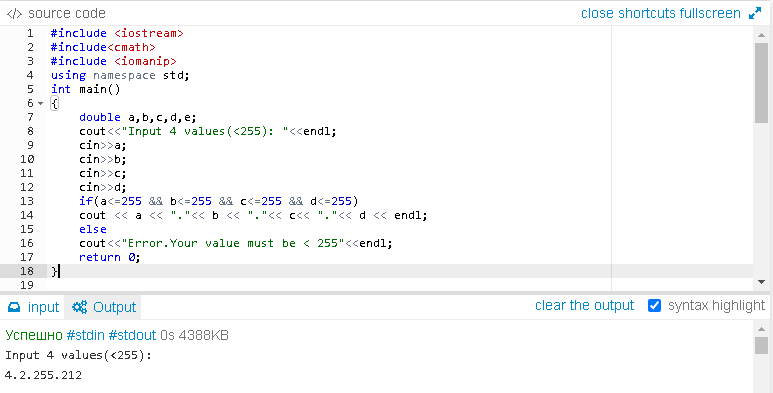 </> source code close shortcuts fullscreen
1 #include <iostream>
2 #include<cmath>
3 #include <iomanip>
4 using namespace std;
5 int main()
6 {
7 double a,b,c,d,e;
8 cout<<"Input 4 values(<255): "<<endl;
9 cin>>a;
10 cin>>b;
11 cin>>c;
12 cin>>d;
13 if(a<=255 && b<=255 && c<=255 && d<=255)
14 cout << a << "."<< b << "."<< c<< "."<< d << endl;
15 else
16 cout<<"Error.Your value must be < 255"<<endl;
17 return 0;
18 }
19
input Output clear the output syntax highlight
Успешно #stdin #stdout 0s 4388KB
Input 4 values(<255):
4.2.255.212